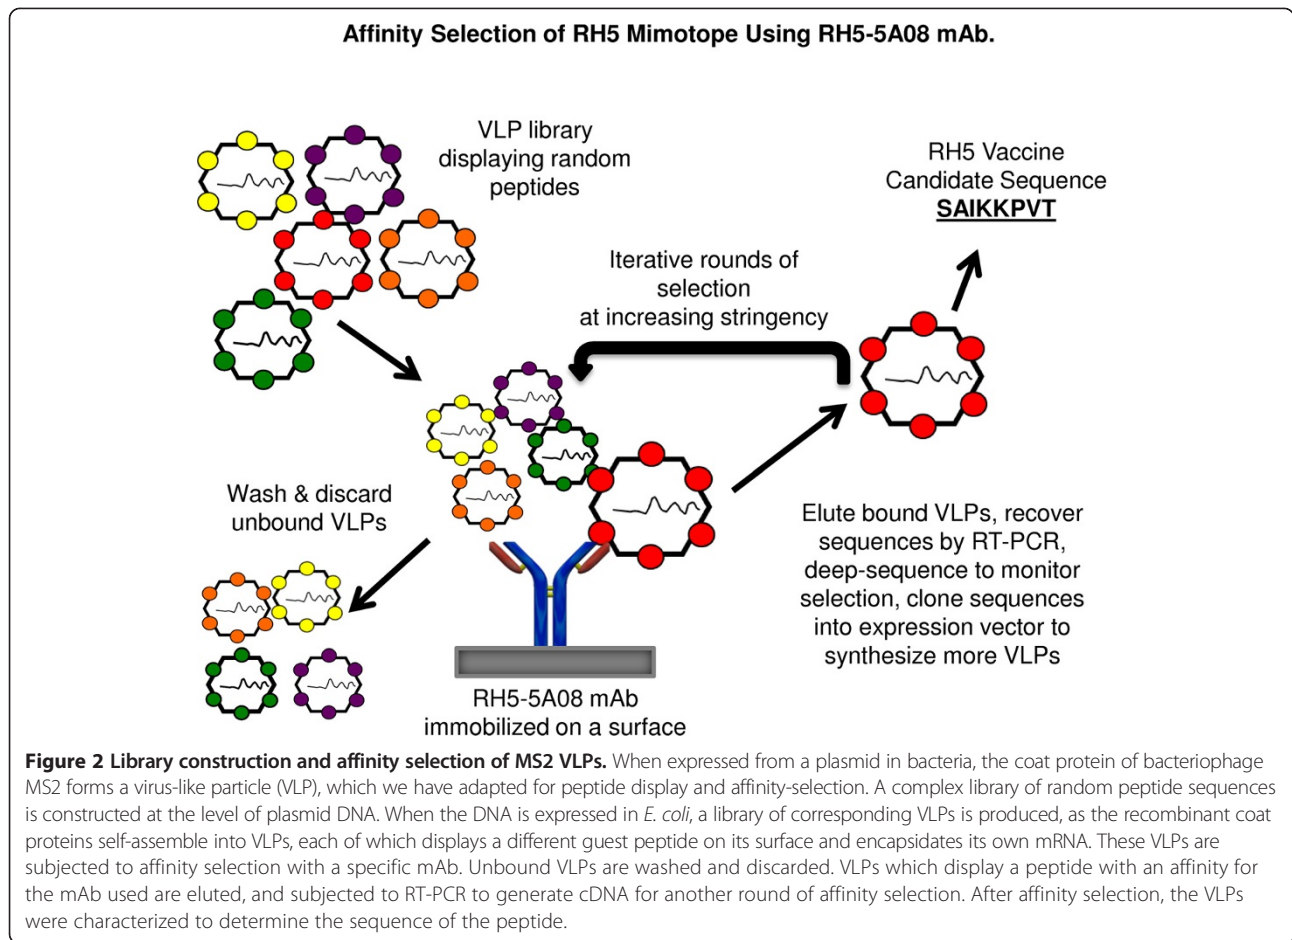 Affinity Selection of RH5 Mimotope Using RH5-5A08 mAb.
VLP library
displaying random
peptides
RH5 Vaccine
Candidate Sequence
SAIKKPVT
Iterative rounds of
selection
at increasing stringency
Wash & discard
unbound VLPs
Elute bound VLPs, recover
sequences by RT-PCR,
deep-sequence to monitor
selection, clone sequences
into expression vector to
synthesize more VLPs
RH5-5A08 mAb
immobilized on a surface
Figure 2 Library construction and affinity selection of MS2 VLPs. When expressed from a plasmid in bacteria, the coat protein of bacteriophage
MS2 forms a virus-like particle (VLP), which we have adapted for peptide display and affinity-selection. A complex library of random peptide sequences
is constructed at the level of plasmid DNA. When the DNA is expressed in E. coli, a library of corresponding VLPs is produced, as the recombinant coat
proteins self-assemble into VLPs, each of which displays a different guest peptide on its surface and encapsidates its own mRNA. These VLPs are
subjected to affinity selection with a specific mAb. Unbound VLPs are washed and discarded. VLPs which display a peptide with an affinity for
the mAb used are eluted, and subjected to RT-PCR to generate cDNA for another round of affinity selection. After affinity selection, the VLPs
were characterized to determine the sequence of the peptide.